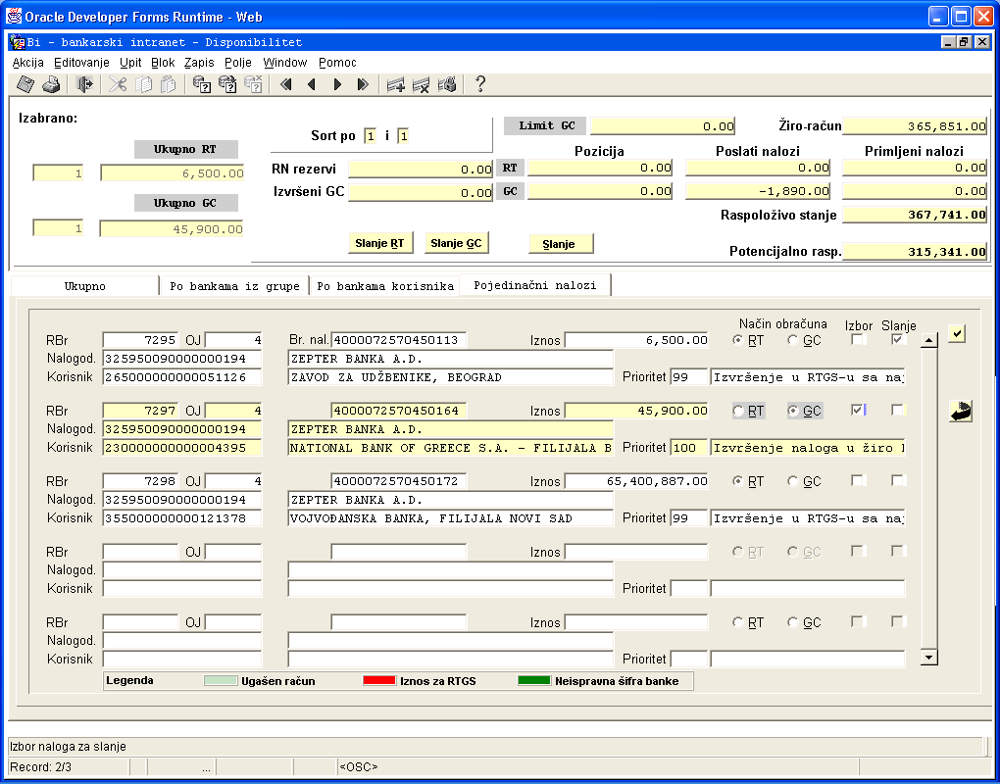 Oracle Developer Forms Runtime - Web
Bi - bankarski intranet - Disponibilitet
Akcija Editovanje Upit Blok Zapis Polje Window Pomoc
Izabrano:
Ukupno RT
1 6,500.00
Ukupno GC
1 45,900.00
Sort po 1 i 1
Limit GC 0.00 Žiro-račun 365,851.00
Pozicija Poslati nalozi Primljeni nalozi
RN rezervi 0.00 RT 0.00 0.00 0.00
Izvršeni GC 0.00 GC 0.00 -1,890.00 0.00
Raspoloživo stanje 367,741.00
Slanje RT Slanje GC Slanje
Potencijalno rasp. 315,341.00
Ukupno Po bankama iz grupe Po bankama korisnika Pojedinačni nalozi
Način obračuna Izbor Slanje
RBr 7295 OJ 4 Br. nal. 4000072570450113 Iznos 6,500.00 RT GC
Nalogod. 325950090000000194 ZEPTER BANKA A.D.
Korisnik 265000000000051126 ZAVOD ZA UDŽBENIKE, BEOGRAD Prioritet 99 Izvršenje u RTGS-u sa naj
RBr 7297 OJ 4 4000072570450164 Iznos 45,900.00 RT GC
Nalogod. 325950090000000194 ZEPTER BANKA A.D.
Korisnik 230000000000004395 NATIONAL BANK OF GREECE S.A. - FILIJALA B Prioritet 100 Izvršenje naloga u žiro
RBr 7298 OJ 4 4000072570450172 Iznos 65,400,887.00 RT GC
Nalogod. 325950090000000194 ZEPTER BANKA A.D.
Korisnik 355000000000121378 VOJVOĐANSKA BANKA, FILIJALA NOVI SAD Prioritet 99 Izvršenje u RTGS-u sa naj
RBr OJ Iznos RT GC
Nalogod.
Korisnik Prioritet
RBr OJ Iznos RT GC
Nalogod.
Korisnik Prioritet
Legenda Ugašen račun Iznos za RTGS Neispravna šifra banke
Izbor naloga za slanje
Record: 2/3 ... <OSC>